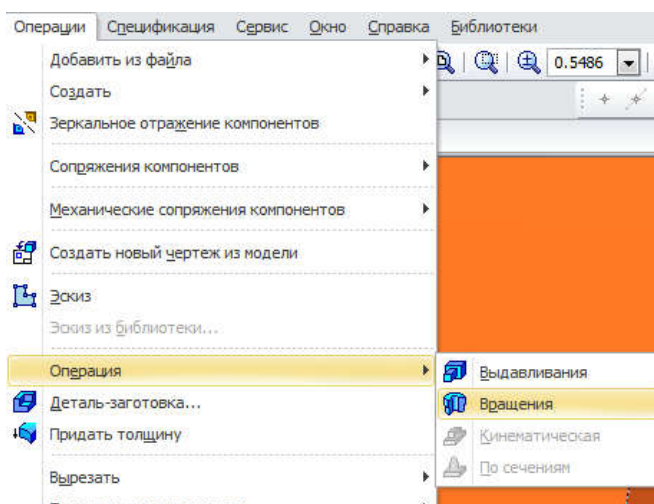 Операции Спецификация Сервис Окно Справка Библиотеки
Добавить из файла
0.5486
Создать
Зеркальное отражение компонентов
Сопряжения компонентов
Механические сопряжения компонентов
Создать новый чертеж из модели
Эскиз
Эскиз из библиотеки...
Операция
Выдавливания
Деталь-заготовка...
Вращения
Придать толщину
Кинематическая
По сечениям
Вырезать